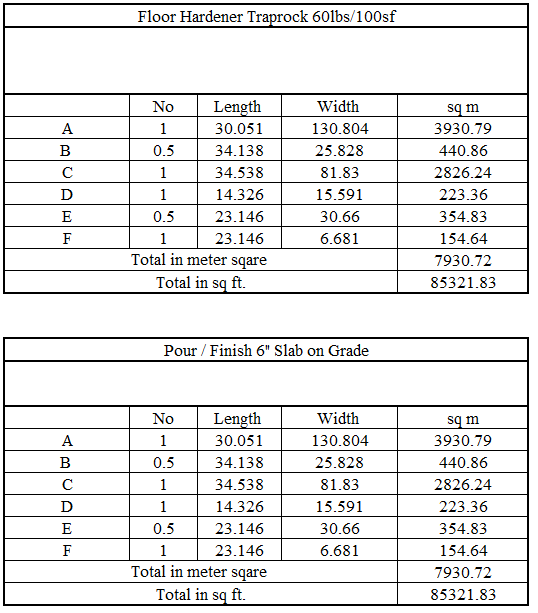 Floor Hardener Traprock 60lbs/100sf
No Length Width sq m
A 1 30.051 130.804 3930.79
B 0.5 34.138 25.828 440.86
C 1 34.538 81.83 2826.24
D 1 14.326 15.591 223.36
E 0.5 23.146 30.66 354.83
F 1 23.146 6.681 154.64
Total in meter sqare 7930.72
Total in sq ft. 85321.83
Pour / Finish 6" Slab on Grade
No Length Width sq m
A 1 30.051 130.804 3930.79
B 0.5 34.138 25.828 440.86
C 1 34.538 81.83 2826.24
D 1 14.326 15.591 223.36
E 0.5 23.146 30.66 354.83
F 1 23.146 6.681 154.64
Total in meter sqare 7930.72
Total in sq ft. 85321.83